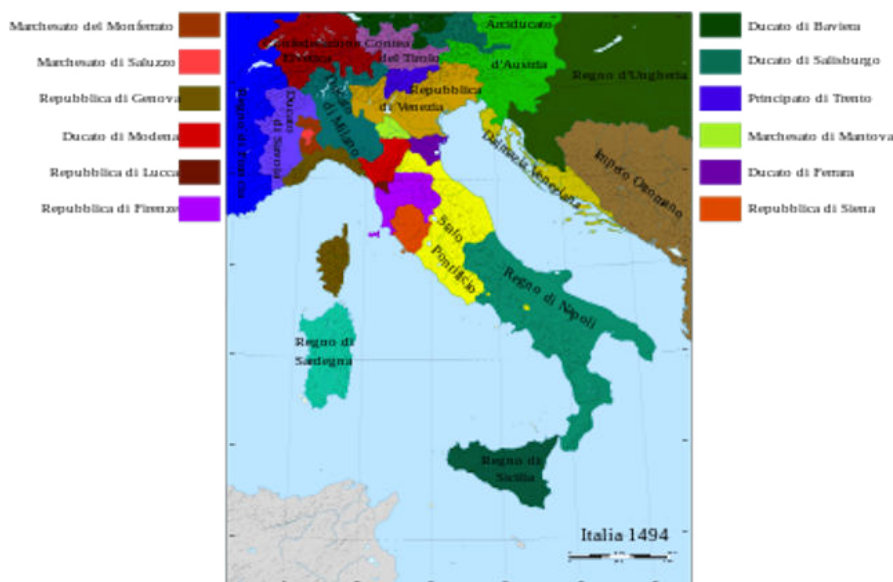 Marchesato del Monferrato
Marchesato di Saluzzo
Repubblica di Genova
Ducato di Modena
Repubblica di Lucca
Repubblica di Firenze
Ducato di Baviera
Ducato di Salisburgo
Principato di Trento
Marchesato di Mantova
Ducato di Ferrara
Repubblica di Siena
Arciducato
d'Austria
Confederazione
Elvetica
Contea
del Tirolo
Regno d'Ungheria
Repubblica
di Venezia
Ducato
di Milano
Ducato
di Savoia
Regno di Francia
Dalmazia Veneziana
Impero Ottomano
Stato
Pontificio
Regno di Napoli
Regno di
Sardegna
Regno di
Sicilia
Italia 1494